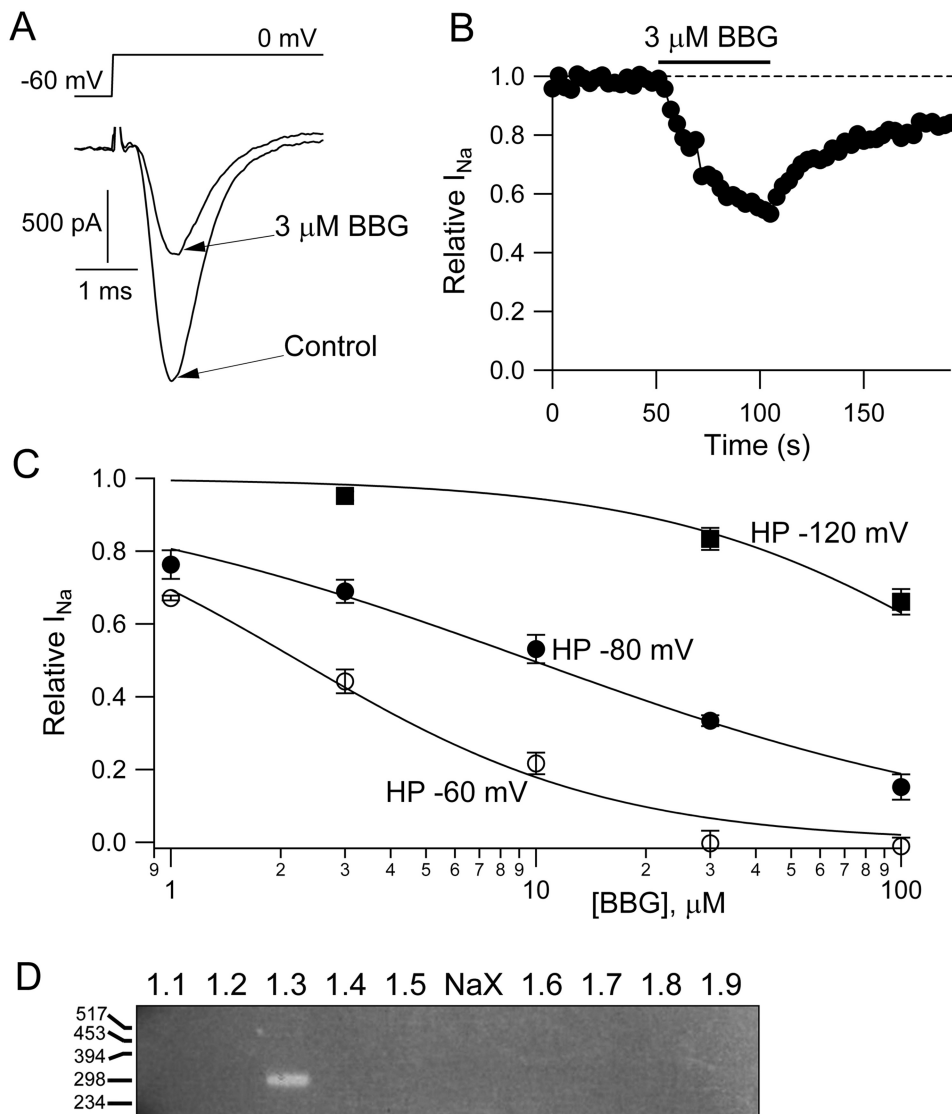 A
0 mV
-60 mV
500 pA
3 μM BBG
1 ms
Control
B
3 μM BBG
1.0
0.8
0.6
0.4
0.2
0.0
Relative INa
0 50 100 150
Time (s)
C
1.0
0.8
0.6
0.4
0.2
0.0
Relative INa
HP -120 mV
HP -80 mV
HP -60 mV
9 2 3 4 5 6 7 8 9 2 3 4 5 6 7 8 9
1 10 100
[BBG], μM
D
1.1 1.2 1.3 1.4 1.5 NaX 1.6 1.7 1.8 1.9
517
453
394
298
234